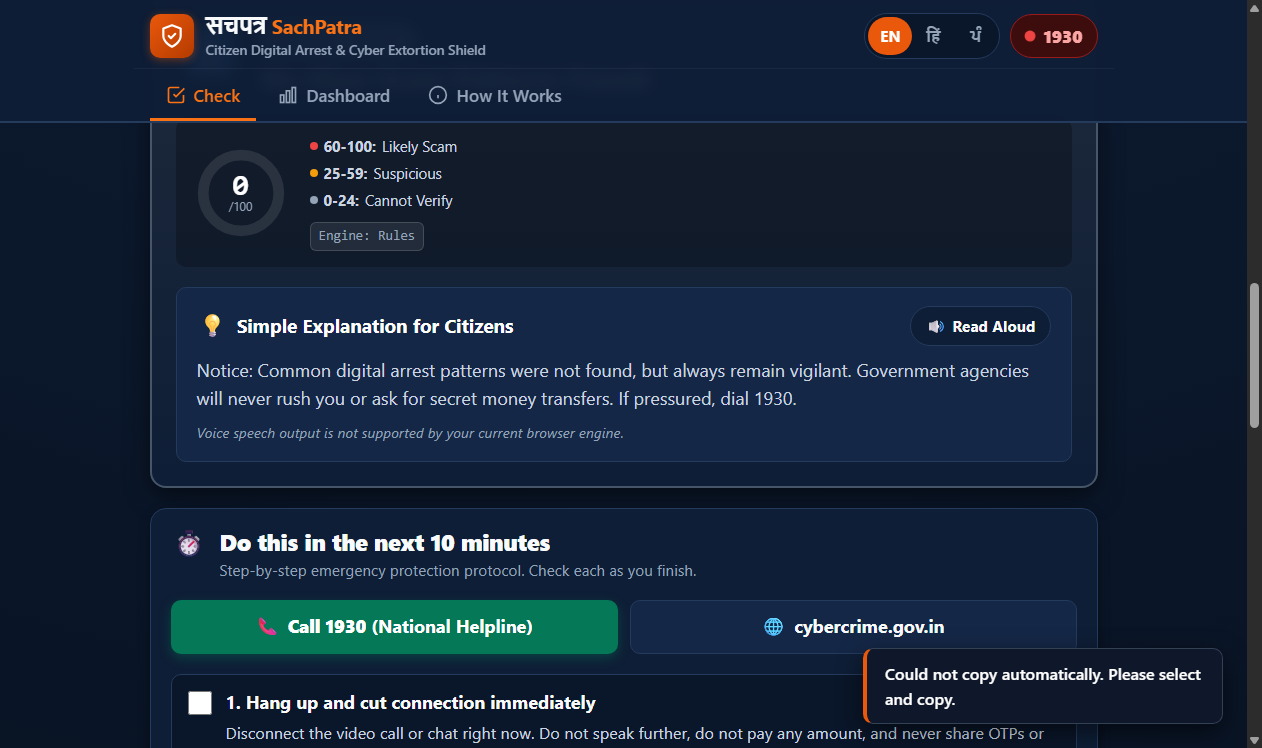 सचपत्र SachPatra
Citizen Digital Arrest & Cyber Extortion Shield
EN
हिं
ਪੰ
1930
Check
Dashboard
How It Works
0
/100
60-100: Likely Scam
25-59: Suspicious
0-24: Cannot Verify
Engine: Rules
Simple Explanation for Citizens
Read Aloud
Notice: Common digital arrest patterns were not found, but always remain vigilant. Government agencies
will never rush you or ask for secret money transfers. If pressured, dial 1930.
Voice speech output is not supported by your current browser engine.
Do this in the next 10 minutes
Step-by-step emergency protection protocol. Check each as you finish.
Call 1930 (National Helpline)
cybercrime.gov.in
Could not copy automatically. Please select
and copy.
1. Hang up and cut connection immediately
Disconnect the video call or chat right now. Do not speak further, do not pay any amount, and never share OTPs or